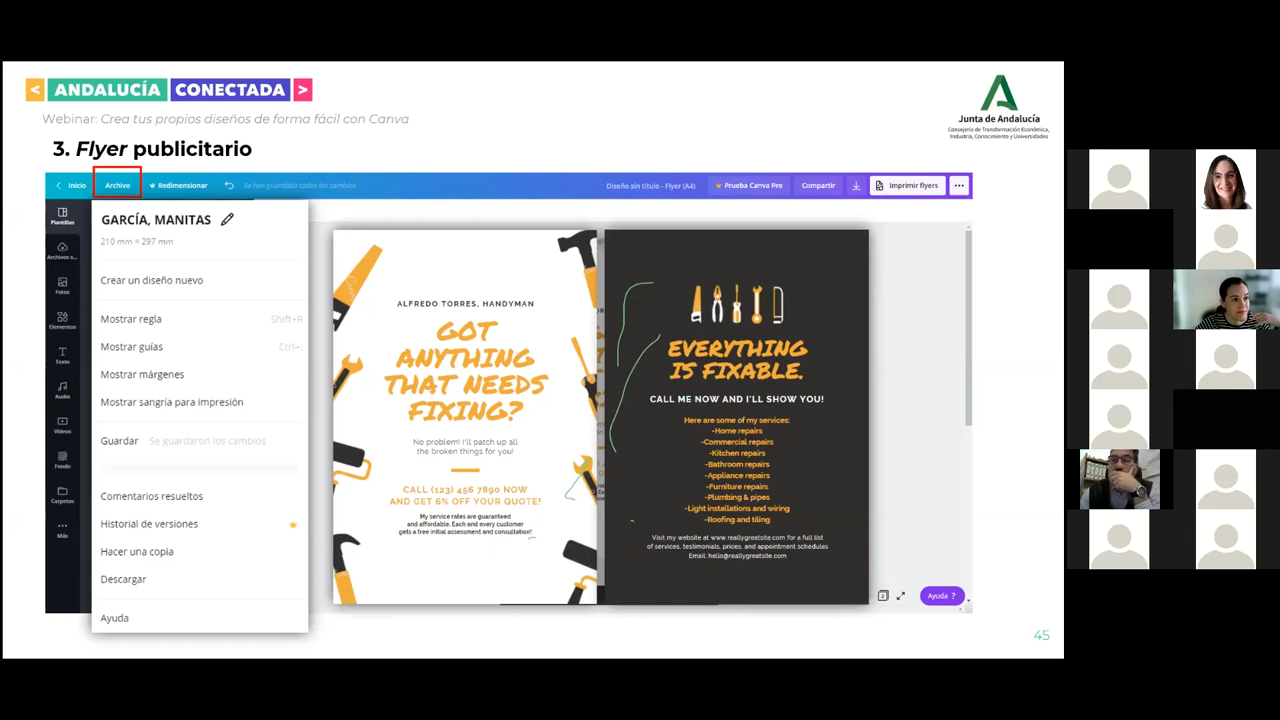 < ANDALUCÍA CONECTADA >
Junta de Andalucía
Consejería de Transformación Económica,
Industria, Conocimiento y Universidades
Webinar: Crea tus propios diseños de forma fácil con Canva
3. Flyer publicitario
Inicio Archivo Redimensionar Se han guardado todos los cambios Diseño sin título - Flyer (A4) Prueba Canva Pro Compartir Imprimir flyers ...
Plantillas
Archivos s...
Fotos
Elementos
Texto
Audio
Vídeos
Fondo
Carpetas
Más
GARCÍA, MANITAS
210 mm × 297 mm
Crear un diseño nuevo
Mostrar regla Shift+R
Mostrar guías Ctrl+;
Mostrar márgenes
Mostrar sangría para impresión
Guardar Se guardaron los cambios
Comentarios resueltos
Historial de versiones
Hacer una copia
Descargar
Ayuda
ALFREDO TORRES, HANDYMAN
GOT
ANYTHING
THAT NEEDS
FIXING?
No problem! I'll patch up all
the broken things for you!
CALL (123) 456 7890 NOW
AND GET 6% OFF YOUR QUOTE!
My service rates are guaranteed
and affordable. Each and every customer
gets a free initial assessment and consultation!
EVERYTHING
IS FIXABLE.
CALL ME NOW AND I'LL SHOW YOU!
Here are some of my services:
-Home repairs
-Commercial repairs
-Kitchen repairs
-Bathroom repairs
-Appliance repairs
-Furniture repairs
-Plumbing & pipes
-Light installations and wiring
-Roofing and tiling
Visit my website at www.reallygreatsite.com for a full list
of services, testimonials, prices, and appointment schedules
Email. hello@reallygreatsite.com
2
Ayuda ?
45